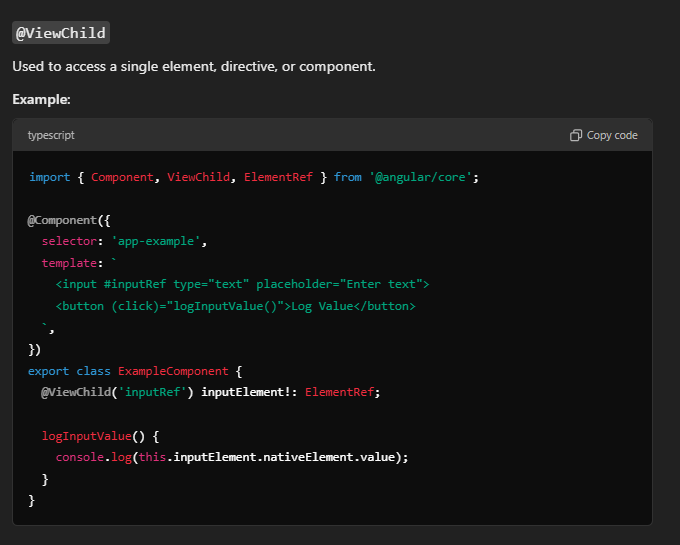 @ViewChild
Used to access a single element, directive, or component.
Example:
typescript
Copy code
import { Component, ViewChild, ElementRef } from '@angular/core';
@Component({
  selector: 'app-example',
  template: `
    <input #inputRef type="text" placeholder="Enter text">
    <button (click)="logInputValue()">Log Value</button>
  `,
})
export class ExampleComponent {
  @ViewChild('inputRef') inputElement!: ElementRef;
  logInputValue() {
    console.log(this.inputElement.nativeElement.value);
  }
}